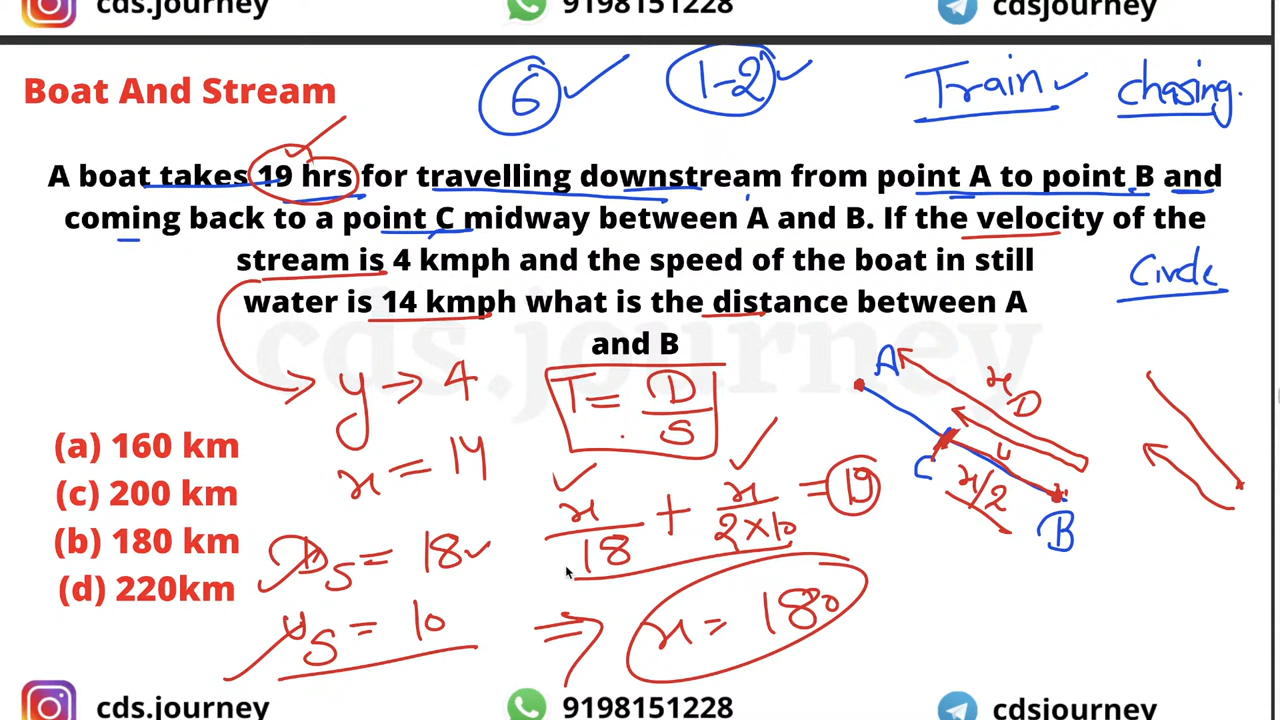 cds.journey 9198151228 cdsjourney
Boat And Stream 6 1-2 Train chasing.
A boat takes 19 hrs for travelling downstream from point A to point B and
coming back to a point C midway between A and B. If the velocity of the
stream is 4 kmph and the speed of the boat in still
Circle
water is 14 kmph what is the distance between A
and B
cds.journey
y → 4
T = D/S
A
x D
(a) 160 km
x = 14
C
x/2
B
(c) 200 km
x/18 + x/2×10 = 19
(b) 180 km
DS = 18
(d) 220km
US = 10
⇒ x = 180
cds.journey 9198151228 cdsjourney